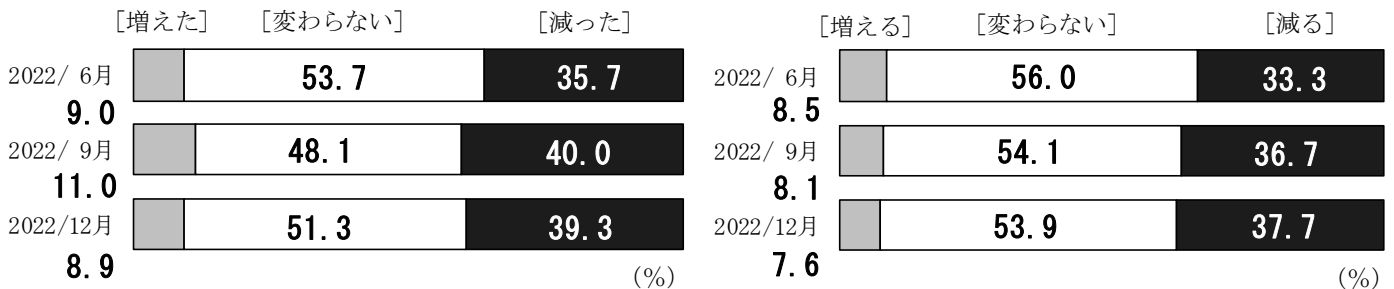 ［増えた］ ［変わらない］ ［減った］
2022/ 6月 53.7 35.7
9.0
2022/ 9月 48.1 40.0
11.0
2022/12月 51.3 39.3
8.9
(%)
［増える］ ［変わらない］ ［減る］
2022/ 6月 56.0 33.3
8.5
2022/ 9月 54.1 36.7
8.1
2022/12月 53.9 37.7
7.6
(%)